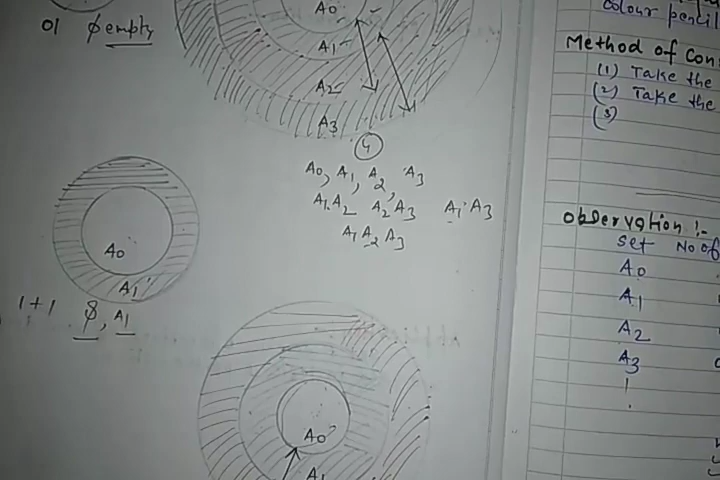 01 ϕ empty
A0
A1
A2
A3
4
A0, A1, A2, A3
A1A2 A2A3 A1A3
A1A2A3
A0
A1
1+1 ϕ, A1
A0
A1
colour pencil
Method of Con
(1) Take the
(2) Take the
(3)
Observation :-
Set No of
A0
A1
A2
A3